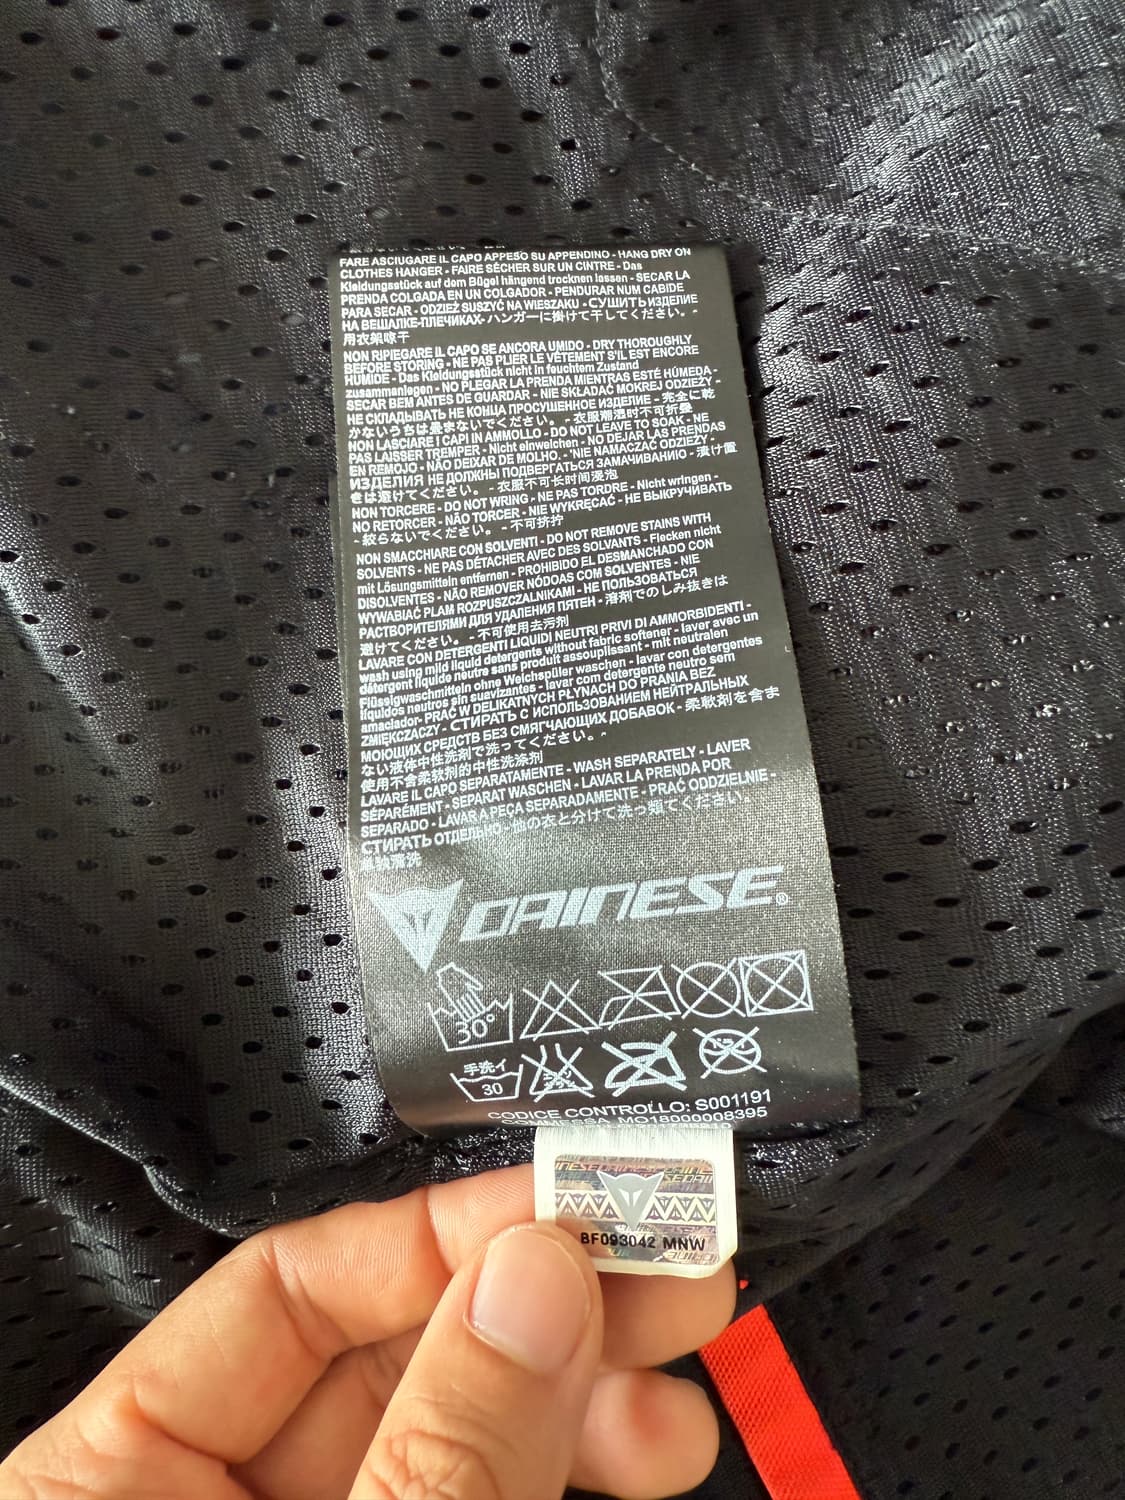 FARE ASCIUGARE IL CAPO APPESO SU APPENDINO - HANG DRY ON
CLOTHES HANGER - FAIRE SÉCHER SUR UN CINTRE - Das
Kleidungsstück auf dem Bügel hängend trocknen lassen - SECAR LA
PRENDA COLGADA EN UN COLGADOR - PENDURAR NUM CABIDE
PARA SECAR - ODZIEŻ SUSZYĆ NA WIESZAKU - СУШИТЬ ИЗДЕЛИЕ
НА ВЕШАЛКЕ-ПЛЕЧИКАХ- ハンガーに掛けて干してください。 -
用衣架晾干
NON RIPIEGARE IL CAPO SE ANCORA UMIDO - DRY THOROUGHLY
BEFORE STORING - NE PAS PLIER LE VÊTEMENT S'IL EST ENCORE
HUMIDE - Das Kleidungsstück nicht in feuchtem Zustand
zusammenlegen - NO PLEGAR LA PRENDA MIENTRAS ESTÉ HÚMEDA -
SECAR BEM ANTES DE GUARDAR - NIE SKŁADAĆ MOKREJ ODZIEŻY -
НЕ СКЛАДЫВАТЬ НЕ КОНЦА ПРОСУШЕННОЕ ИЗДЕЛИЕ - 完全に乾
かないうちは畳まないでください。 - 衣服潮湿时不可折叠
NON LASCIARE I CAPI IN AMMOLLO - DO NOT LEAVE TO SOAK - NE
PAS LAISSER TREMPER - Nicht einweichen - NO DEJAR LAS PRENDAS
EN REMOJO - NÃO DEIXAR DE MOLHO. - 'NIE NAMACZAĆ ODZIEŻY -
ИЗДЕЛИЯ НЕ ДОЛЖНЫ ПОДВЕРГАТЬСЯ ЗАМАЧИВАНИЮ - 漬け置
きは避けてください。 - 衣服不可长时间浸泡
NON TORCERE - DO NOT WRING - NE PAS TORDRE - Nicht wringen -
NO RETORCER - NÃO TORCER - NIE WYKRĘCAĆ - НЕ ВЫКРУЧИВАТЬ
- 絞らないでください。 - 不可挤拧
NON SMACCHIARE CON SOLVENTI - DO NOT REMOVE STAINS WITH
SOLVENTS - NE PAS DÉTACHER AVEC DES SOLVANTS - Flecken nicht
mit Lösungsmitteln entfernen - PROHIBIDO EL DESMANCHADO CON
DISOLVENTES - NÃO REMOVER NÓDOAS COM SOLVENTES - NIE
WYWABIAĆ PLAM ROZPUSZCZALNIKAMI - НЕ ПОЛЬЗОВАТЬСЯ
РАСТВОРИТЕЛЯМИ ДЛЯ УДАЛЕНИЯ ПЯТЕН - 溶剤でのしみ抜きは
避けてください。 - 不可使用去污剂
LAVARE CON DETERGENTI LIQUIDI NEUTRI PRIVI DI AMMORBIDENTI -
wash using mild liquid detergents without fabric softener - laver avec un
détergent liquide neutre sans produit assouplissant - mit neutralen
Flüssigwaschmitteln ohne Weichspüler waschen - lavar con detergentes
líquidos neutros sin suavizantes - lavar com detergente neutro sem
amaciador- PRAĆ W DELIKATNYCH PŁYNACH DO PRANIA BEZ
ZMIĘKCZACZY - СТИРАТЬ С ИСПОЛЬЗОВАНИЕМ НЕЙТРАЛЬНЫХ
МОЮЩИХ СРЕДСТВ БЕЗ СМЯГЧАЮЩИХ ДОБАВОК - 柔軟剤を含ま
ない液体中性洗剤で洗ってください。 -
使用不含柔软剂的中性洗涤剂
LAVARE IL CAPO SEPARATAMENTE - WASH SEPARATELY - LAVER
SÉPARÉMENT - SEPARAT WASCHEN - LAVAR LA PRENDA POR
SEPARADO - LAVAR A PEÇA SEPARADAMENTE - PRAĆ ODDZIELNIE -
СТИРАТЬ ОТДЕЛЬНО - 他の衣と分けて洗っ類てください
单独洗
DAINESE®
30°
手洗イ
30
CODICE CONTROLLO: S001191
MO18000008395
BF093042 MNW